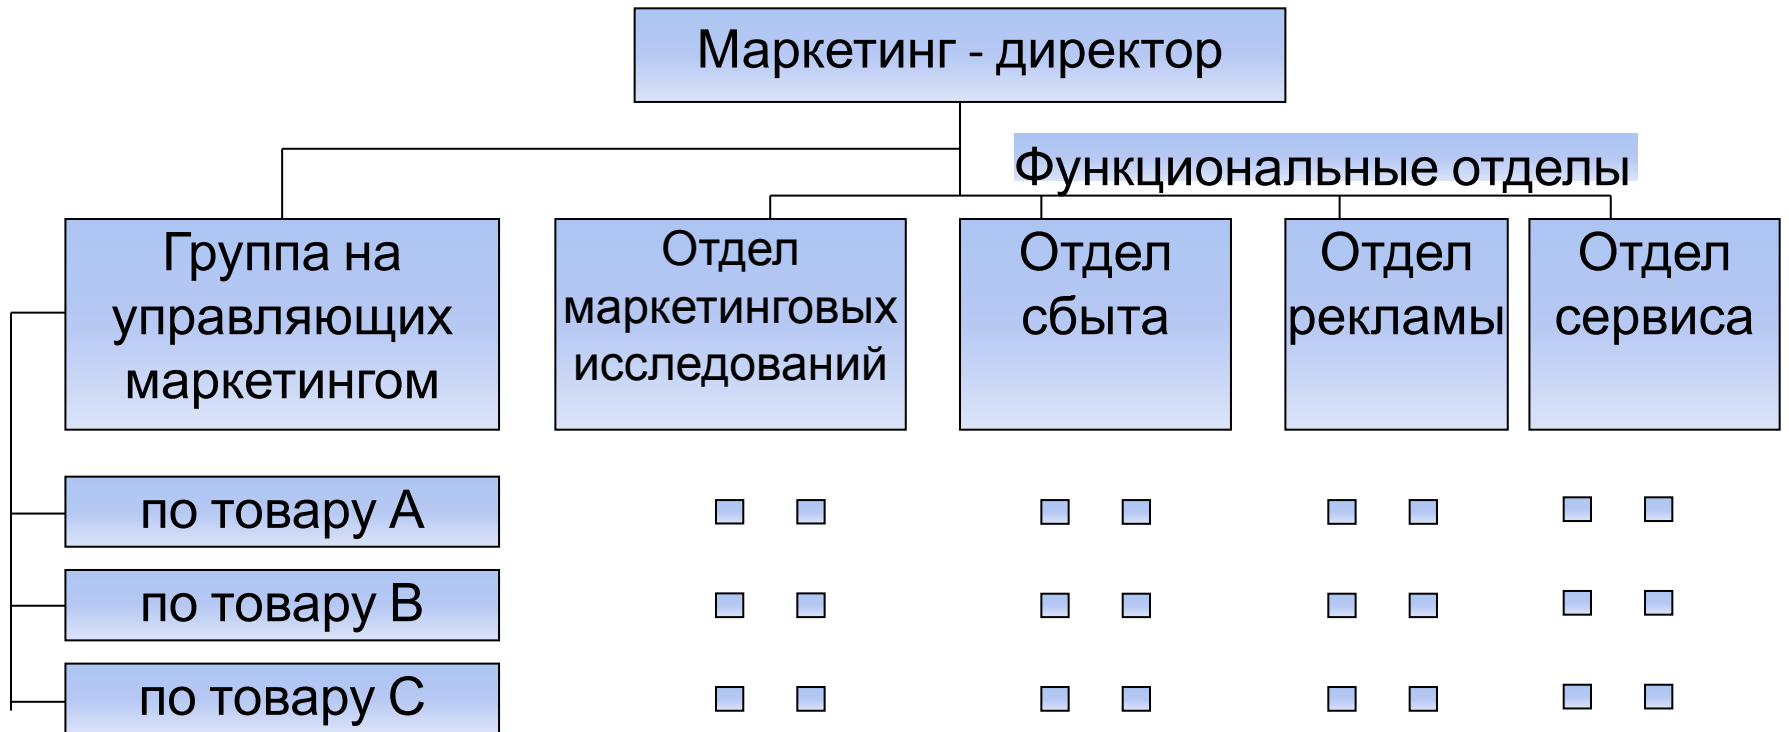 Маркетинг - директор
Функциональные отделы
Группа на
управляющих
маркетингом
Отдел
маркетинговых
исследований
Отдел
сбыта
Отдел
рекламы
Отдел
сервиса
по товару А
по товару В
по товару С